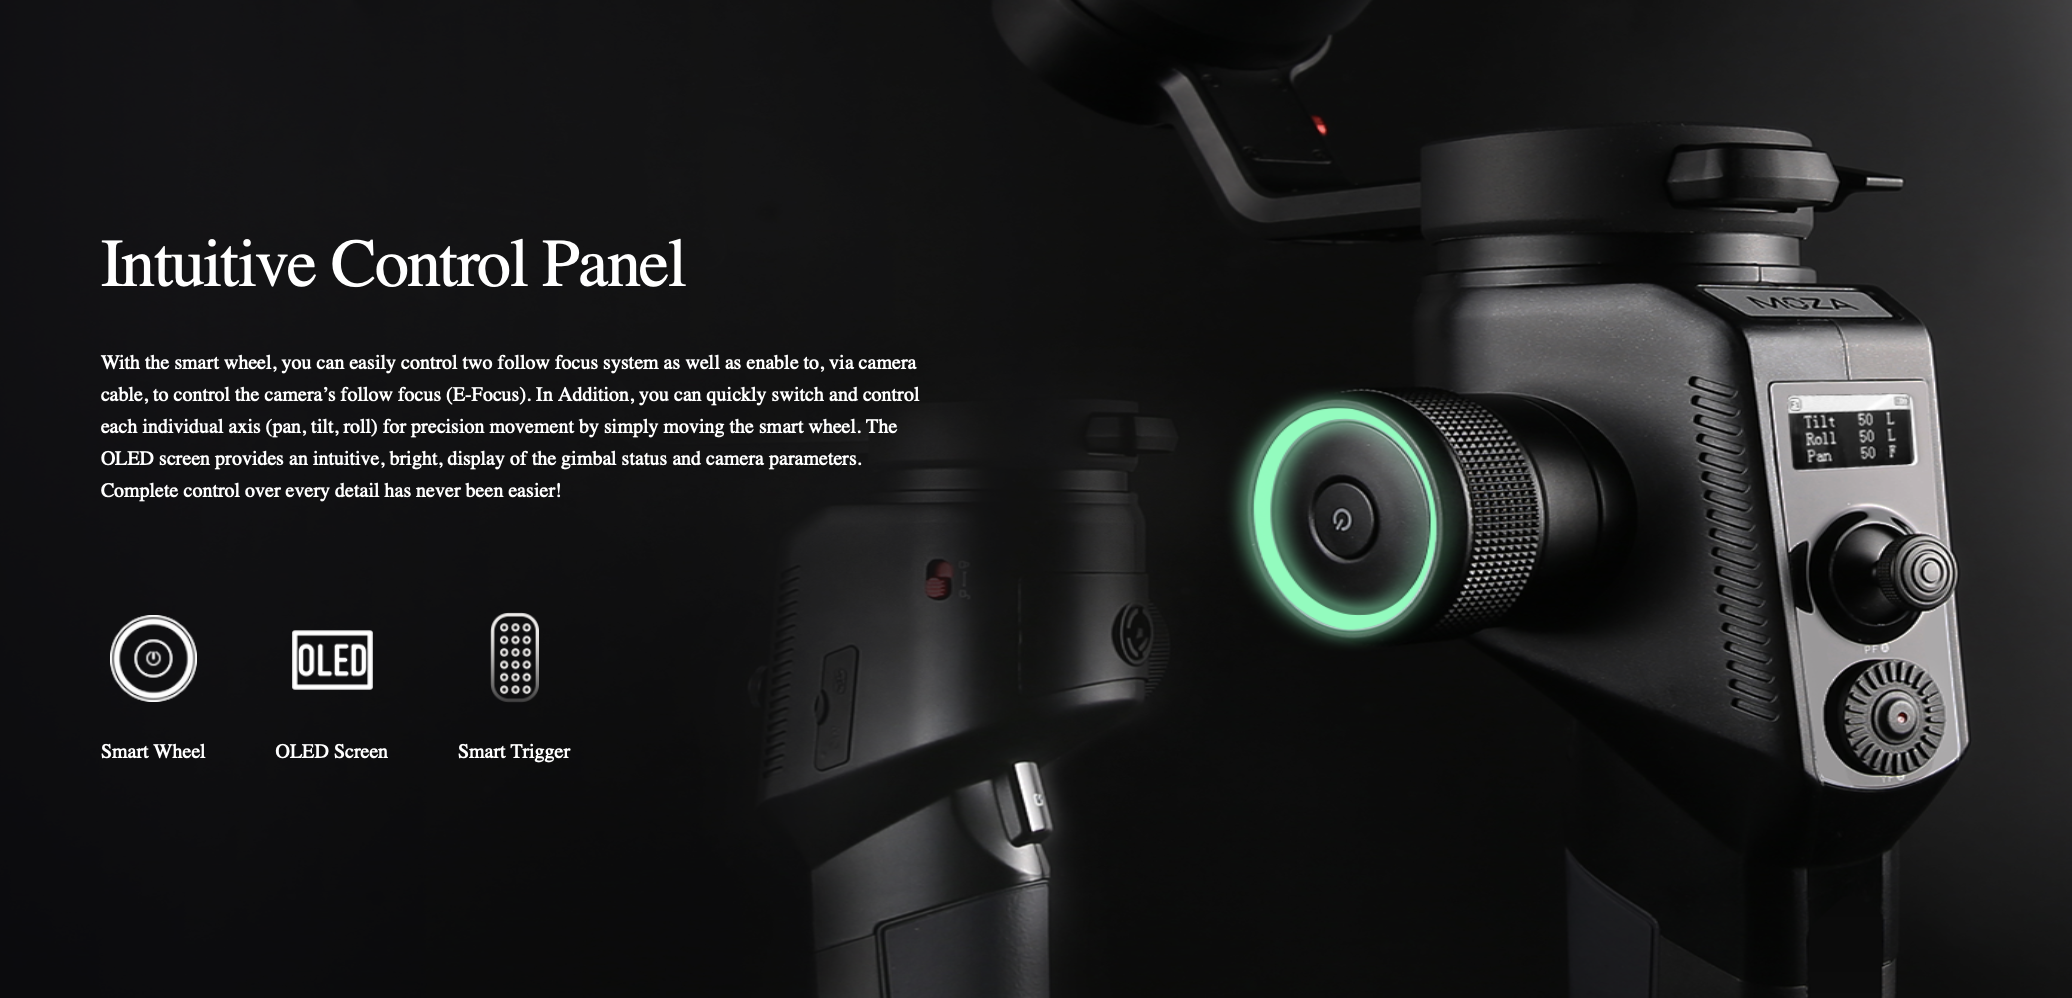 Intuitive Control Panel
With the smart wheel, you can easily control two follow focus system as well as enable to, via camera
cable, to control the camera’s follow focus (E-Focus). In Addition, you can quickly switch and control
each individual axis (pan, tilt, roll) for precision movement by simply moving the smart wheel. The
OLED screen provides an intuitive, bright, display of the gimbal status and camera parameters.
Complete control over every detail has never been easier!
OLED
Smart Wheel OLED Screen Smart Trigger
MOZA
Tilt 50 L
Roll 50 L
Pan 50 F
PF